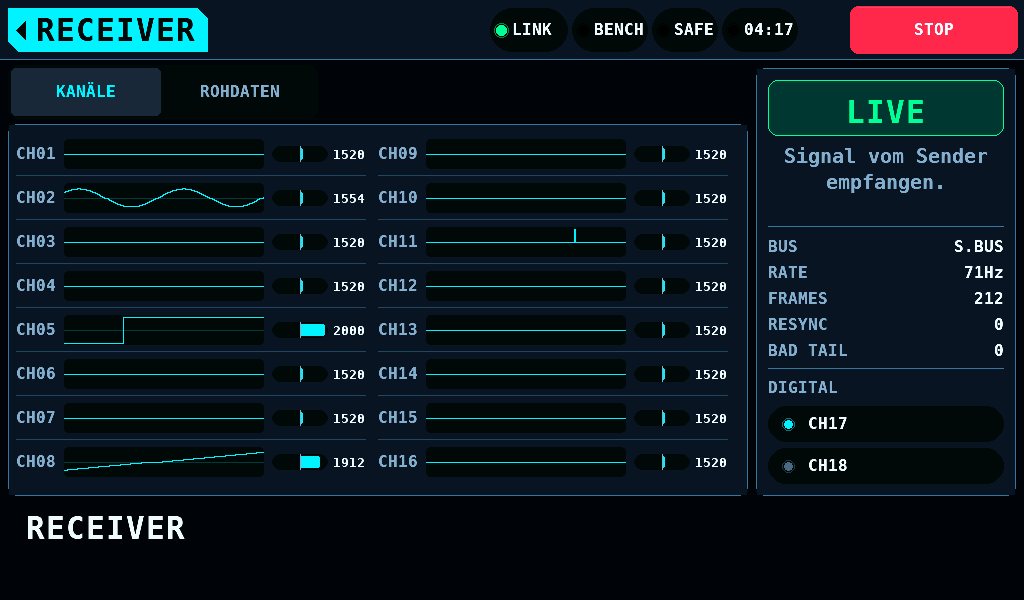 RECEIVER
LINK BENCH SAFE 04:17 STOP
KANÄLE ROHDATEN
CH01 1520 CH09 1520
CH02 1554 CH10 1520
CH03 1520 CH11 1520
CH04 1520 CH12 1520
CH05 2000 CH13 1520
CH06 1520 CH14 1520
CH07 1520 CH15 1520
CH08 1912 CH16 1520
LIVE
Signal vom Sender
empfangen.
BUS S.BUS
RATE 71Hz
FRAMES 212
RESYNC 0
BAD TAIL 0
DIGITAL
CH17
CH18
RECEIVER